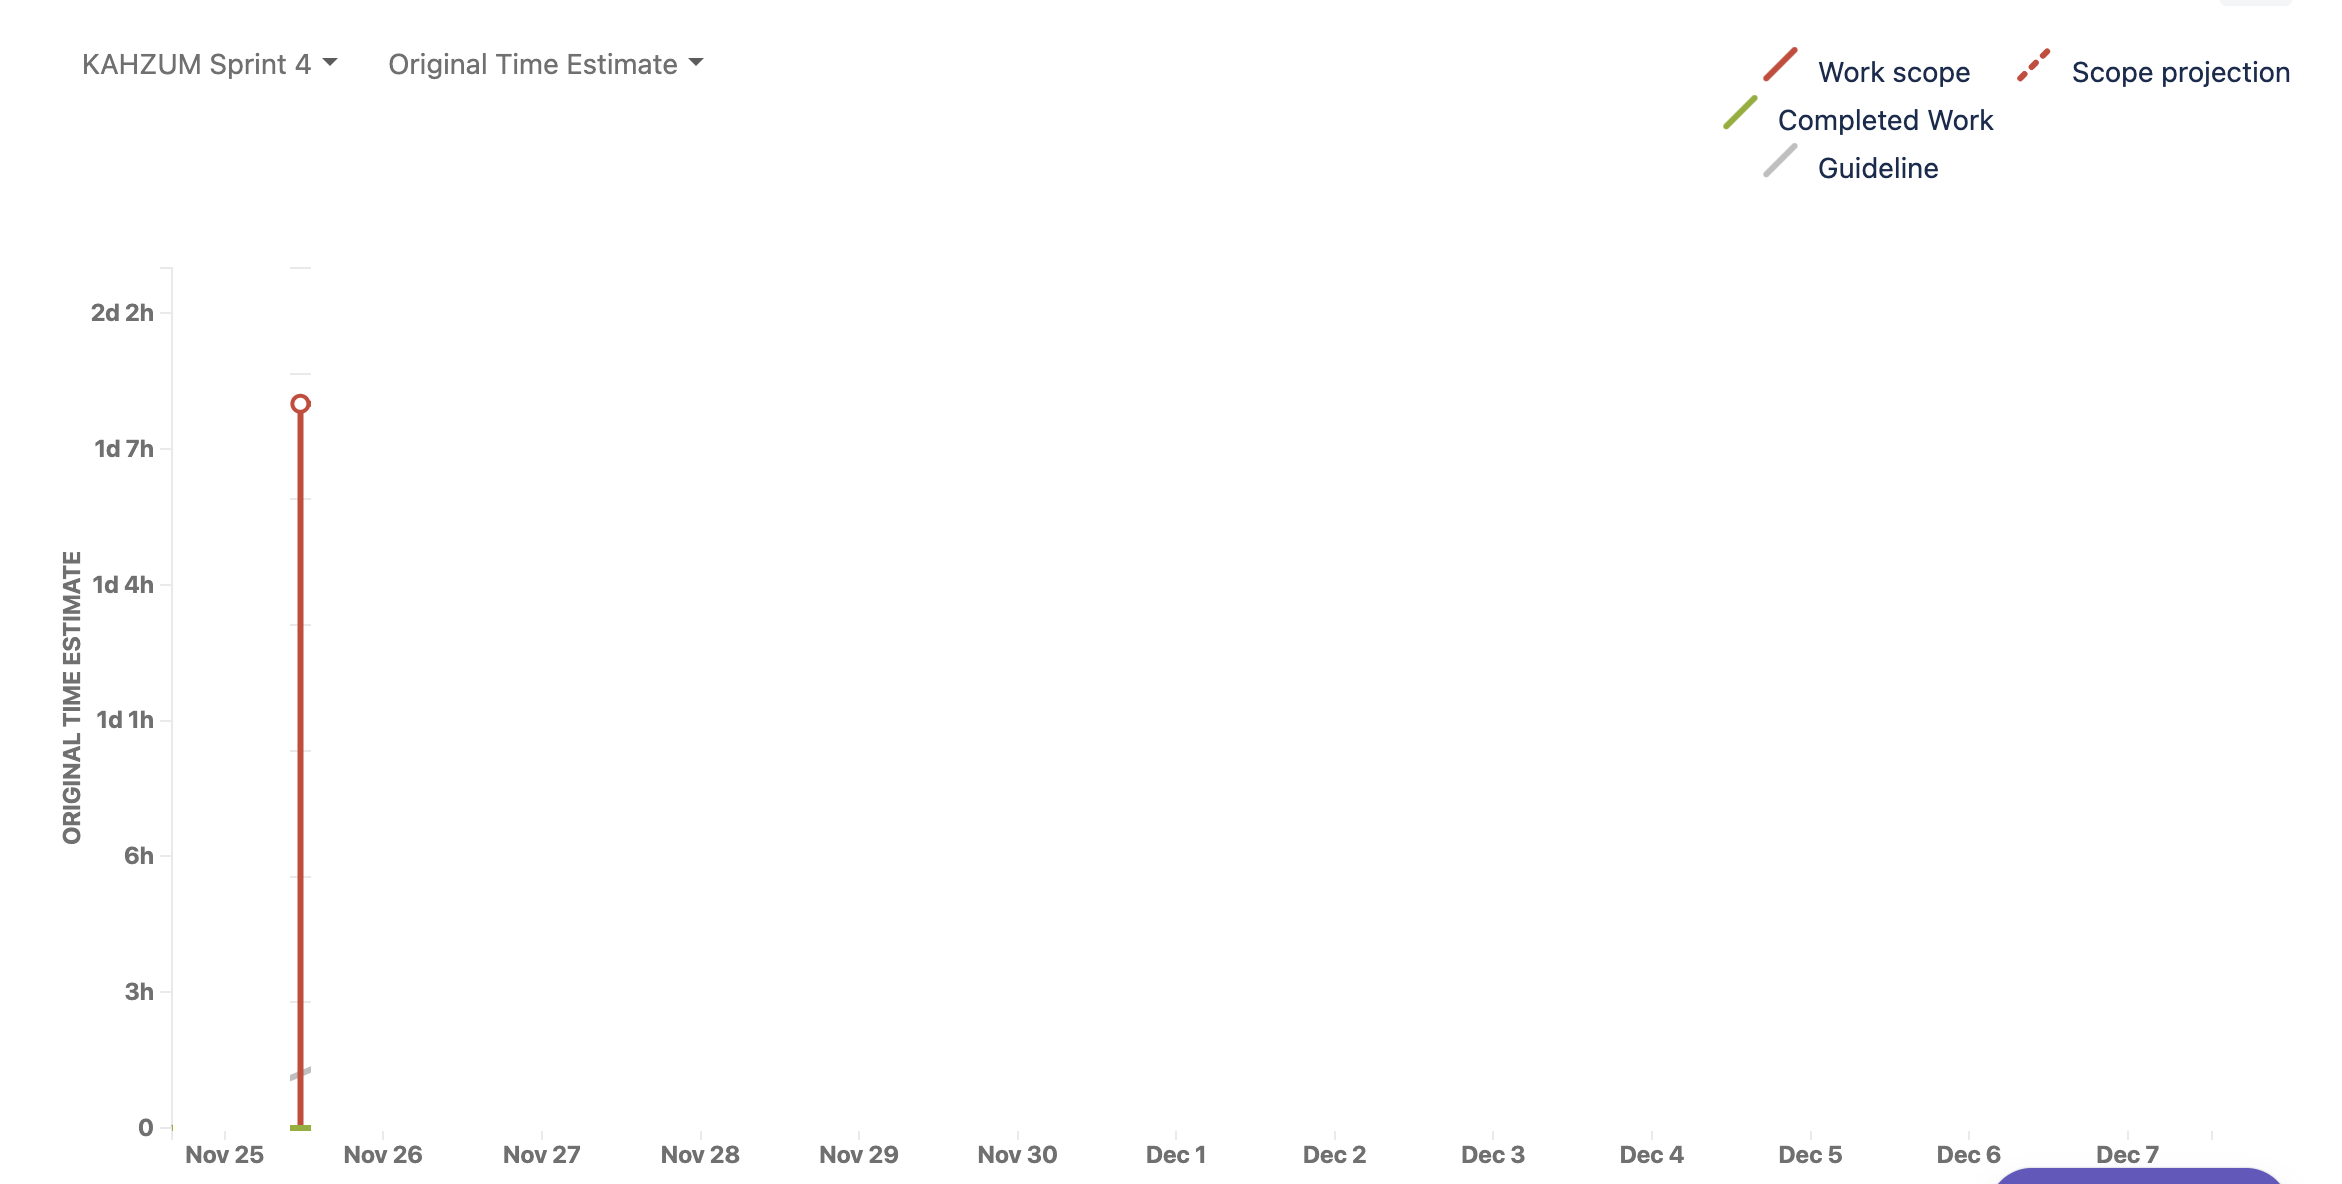 KAHZUM Sprint 4 Original Time Estimate
Work scope Scope projection
Completed Work
Guideline
ORIGINAL TIME ESTIMATE
2d 2h
1d 7h
1d 4h
1d 1h
6h
3h
0
Nov 25 Nov 26 Nov 27 Nov 28 Nov 29 Nov 30 Dec 1 Dec 2 Dec 3 Dec 4 Dec 5 Dec 6 Dec 7